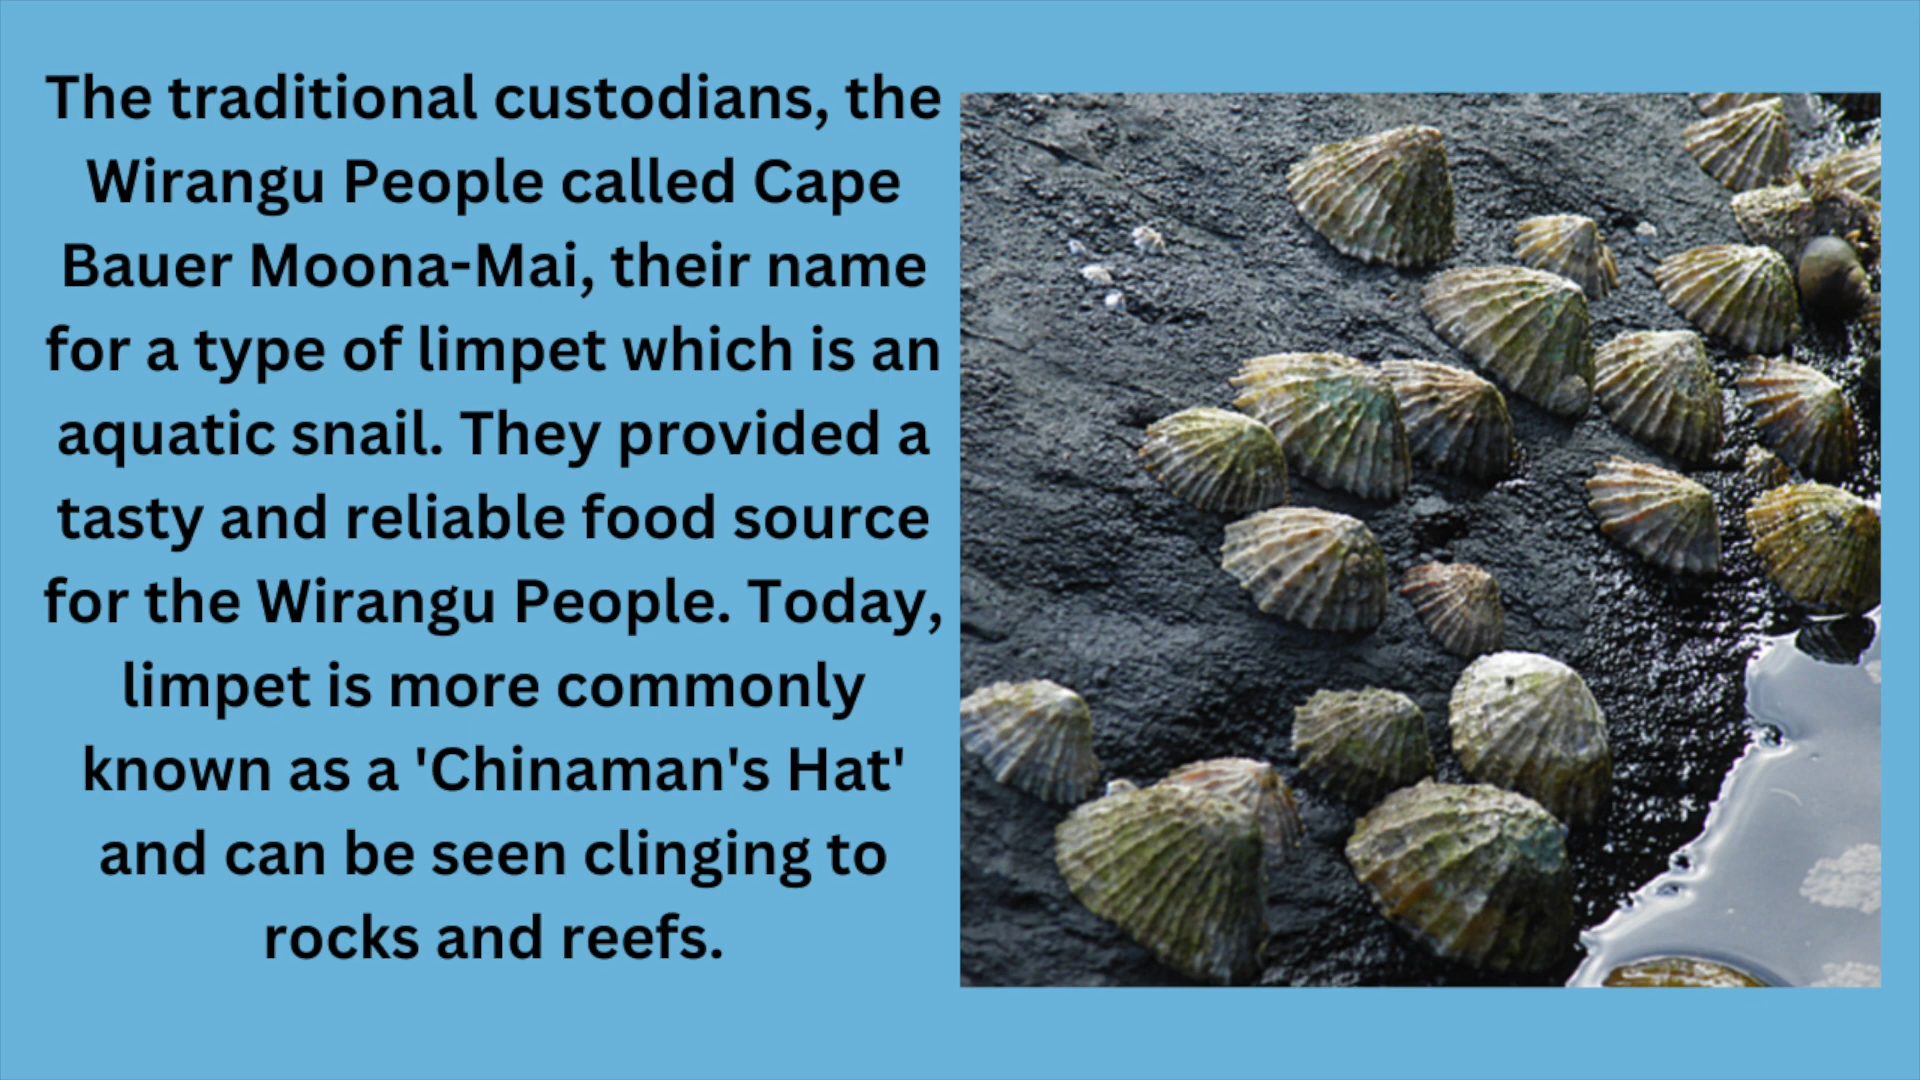 The traditional custodians, the
Wirangu People called Cape
Bauer Moona-Mai, their name
for a type of limpet which is an
aquatic snail. They provided a
tasty and reliable food source
for the Wirangu People. Today,
limpet is more commonly
known as a 'Chinaman's Hat'
and can be seen clinging to
rocks and reefs.